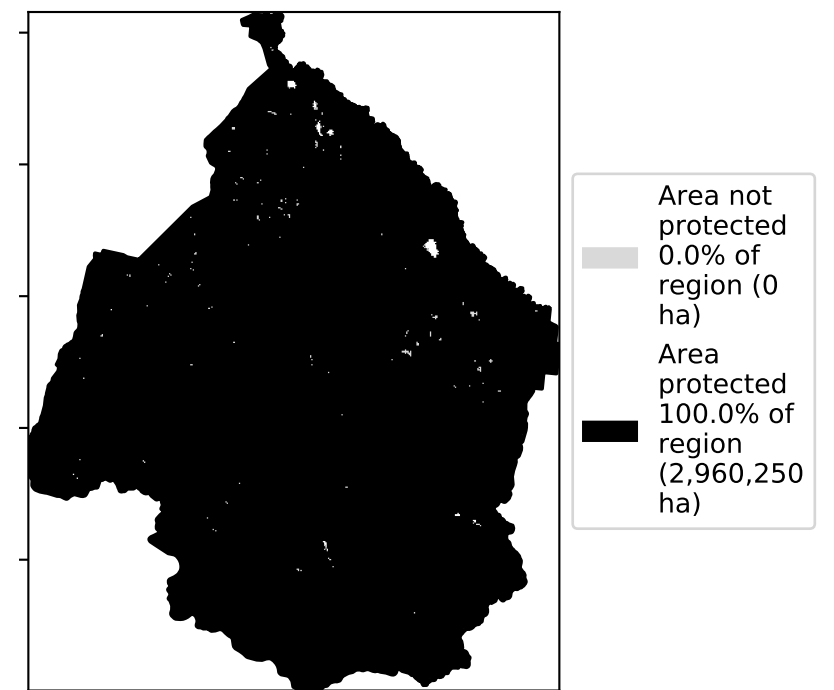 Area not
protected
0.0% of
region (0
ha)
Area
protected
100.0% of
region
(2,960,250
ha)